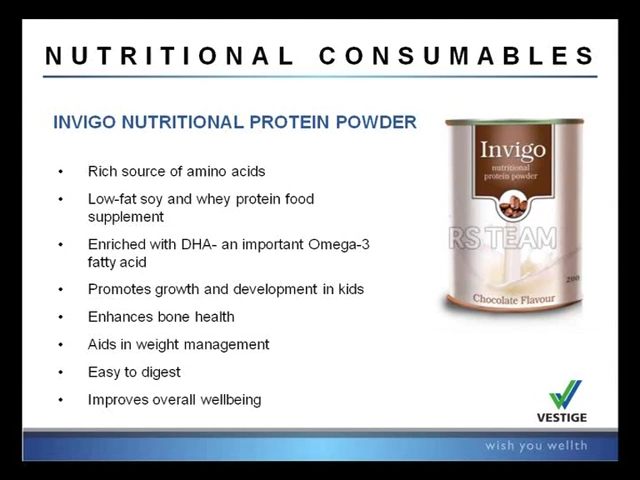 NUTRITIONAL CONSUMABLES
INVIGO NUTRITIONAL PROTEIN POWDER
• Rich source of amino acids
• Low-fat soy and whey protein food
supplement
• Enriched with DHA- an important Omega-3
fatty acid
• Promotes growth and development in kids
• Enhances bone health
• Aids in weight management
• Easy to digest
• Improves overall wellbeing
Invigo
nutritional
protein powder
RS TEAM
200
Chocolate Flavour
VESTIGE
wish you wellth